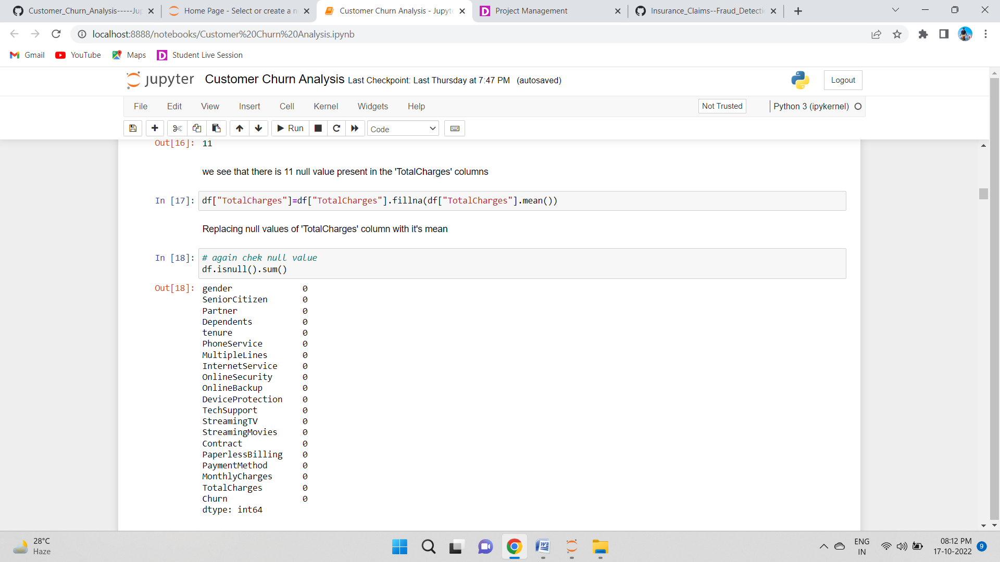 Customer_Churn_Analysis-----Jup
Home Page - Select or create a n
Customer Churn Analysis - Jupyte
Project Management
Insurance_Claims--Fraud_Detecti
localhost:8888/notebooks/Customer%20Churn%20Analysis.ipynb
Gmail YouTube Maps Student Live Session
jupyter Customer Churn Analysis Last Checkpoint: Last Thursday at 7:47 PM (autosaved) Logout
File Edit View Insert Cell Kernel Widgets Help Not Trusted Python 3 (ipykernel)
Run Code
Out[16]: 11
we see that there is 11 null value present in the 'TotalCharges' columns
In [17]: df["TotalCharges"]=df["TotalCharges"].fillna(df["TotalCharges"].mean())
Replacing null values of 'TotalCharges' column with it's mean
In [18]: # again chek null value
df.isnull().sum()
Out[18]: gender 0
SeniorCitizen 0
Partner 0
Dependents 0
tenure 0
PhoneService 0
MultipleLines 0
InternetService 0
OnlineSecurity 0
OnlineBackup 0
DeviceProtection 0
TechSupport 0
StreamingTV 0
StreamingMovies 0
Contract 0
PaperlessBilling 0
PaymentMethod 0
MonthlyCharges 0
TotalCharges 0
Churn 0
dtype: int64
28°C
Haze
ENG
IN
08:12 PM
17-10-2022
9